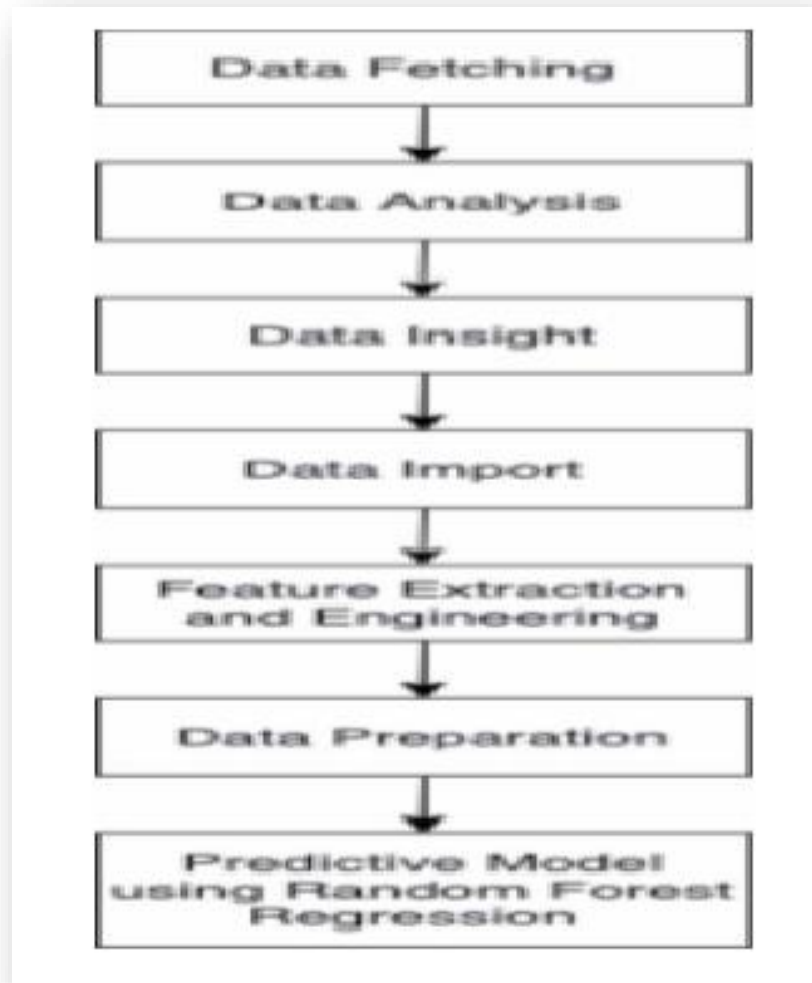 Data Fetching
Data Analysis
Data Insight
Data Import
Feature Extraction
and Engineering
Data Preparation
Predictive Model
using Random Forest
Regression